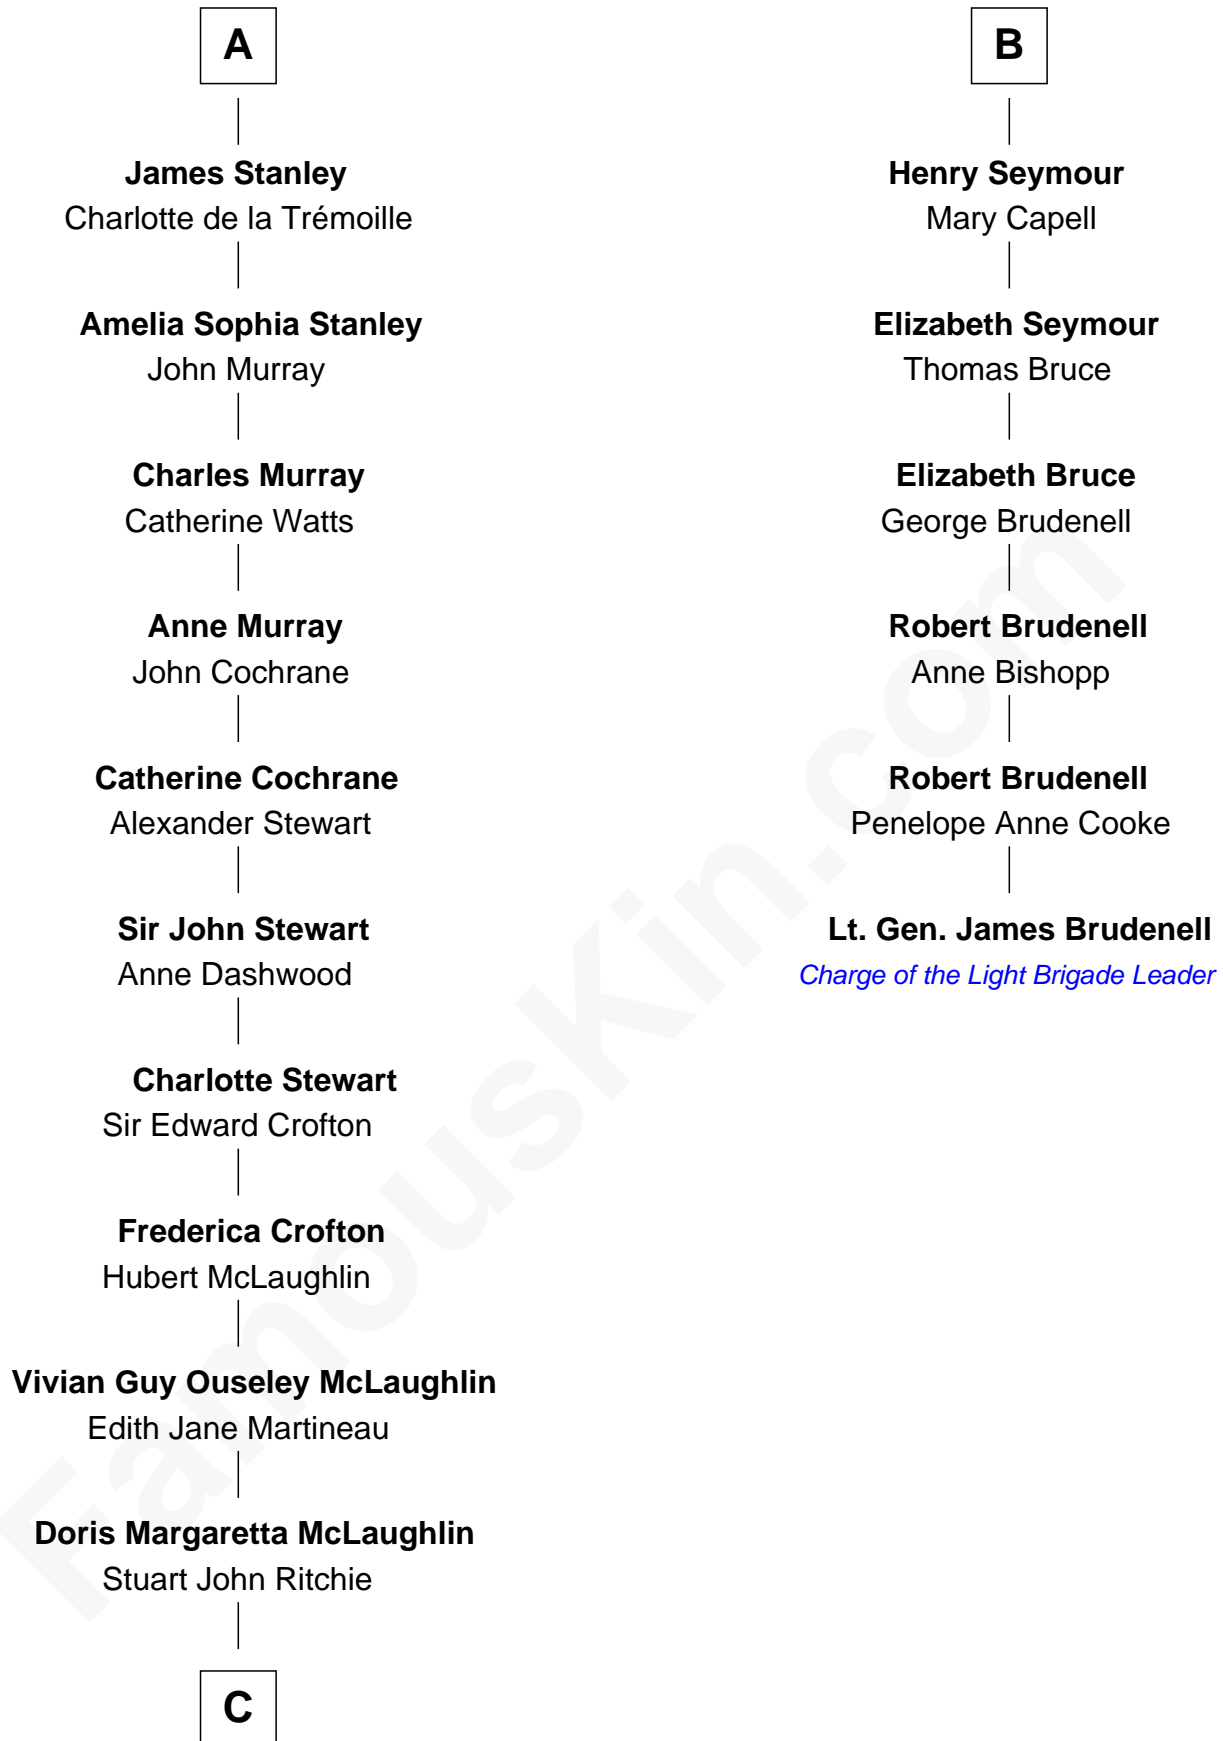 A
James Stanley
Charlotte de la Trémoille
Amelia Sophia Stanley
John Murray
Charles Murray
Catherine Watts
Anne Murray
John Cochrane
Catherine Cochrane
Alexander Stewart
Sir John Stewart
Anne Dashwood
Charlotte Stewart
Sir Edward Crofton
Frederica Crofton
Hubert McLaughlin
Vivian Guy Ouseley McLaughlin
Edith Jane Martineau
Doris Margaretta McLaughlin
Stuart John Ritchie
C
B
Henry Seymour
Mary Capell
Elizabeth Seymour
Thomas Bruce
Elizabeth Bruce
George Brudenell
Robert Brudenell
Anne Bishopp
Robert Brudenell
Penelope Anne Cooke
Lt. Gen. James Brudenell
Charge of the Light Brigade Leader
FamousKin.com